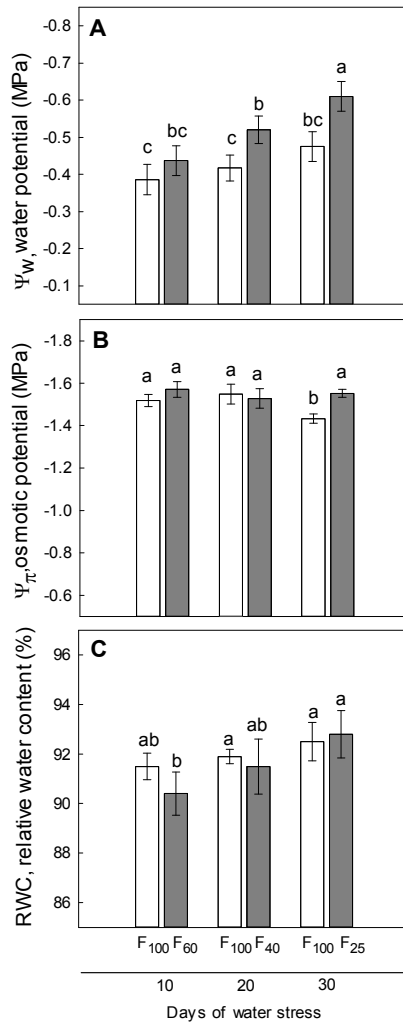 A
Ψw, water potential (MPa)
-0.8
-0.7
-0.6
-0.5
-0.4
-0.3
-0.2
-0.1
c bc c b bc a
B
Ψπ,osmotic potential (MPa)
-1.8
-1.6
-1.4
-1.2
-1.0
-0.8
-0.6
a a a a b a
C
RWC, relative water content (%)
96
94
92
90
88
86
ab b a ab a a
F100 F60 F100 F40 F100 F25
10 20 30
Days of water stress